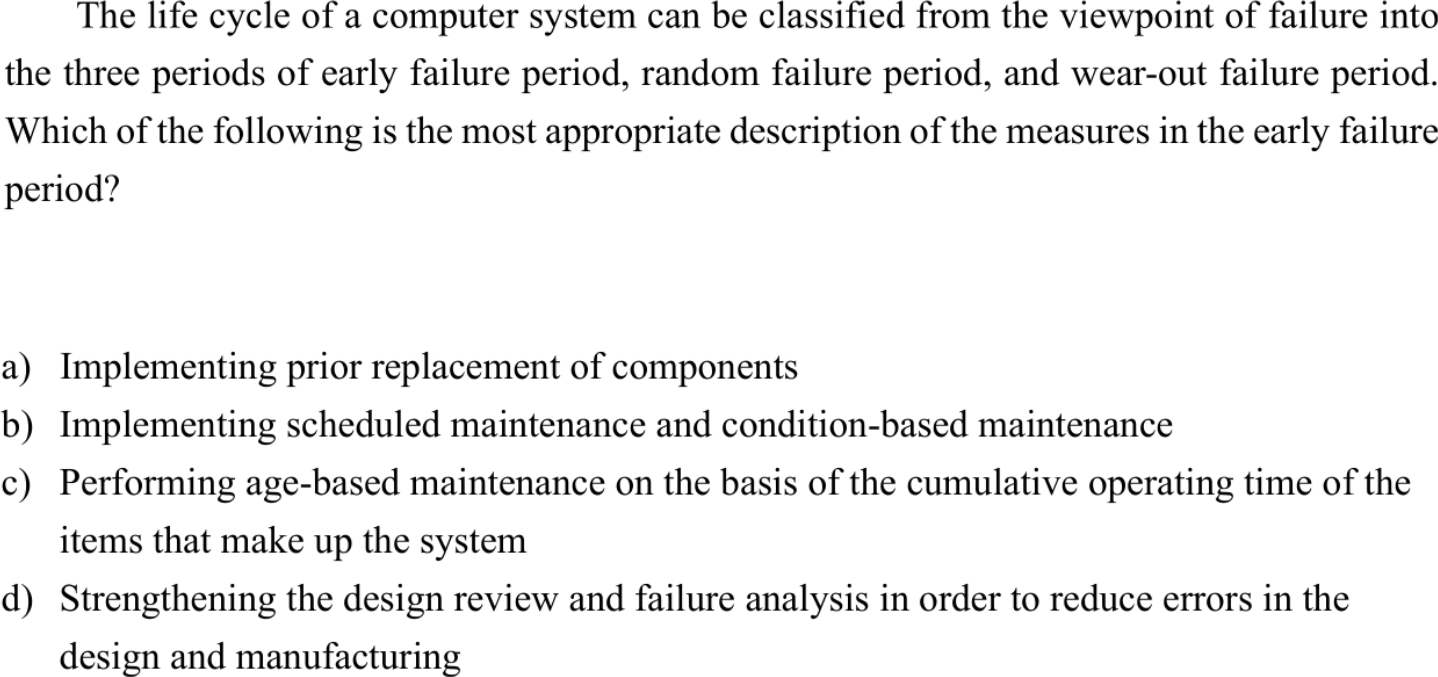 The life cycle of a computer system can be classified from the viewpoint of failure into
the three periods of early failure period, random failure period, and wear-out failure period.
Which of the following is the most appropriate description of the measures in the early failure
period?
a) Implementing prior replacement of components
b) Implementing scheduled maintenance and condition-based maintenance
c) Performing age-based maintenance on the basis of the cumulative operating time of the
items that make up the system
d) Strengthening the design review and failure analysis in order to reduce errors in the
design and manufacturing